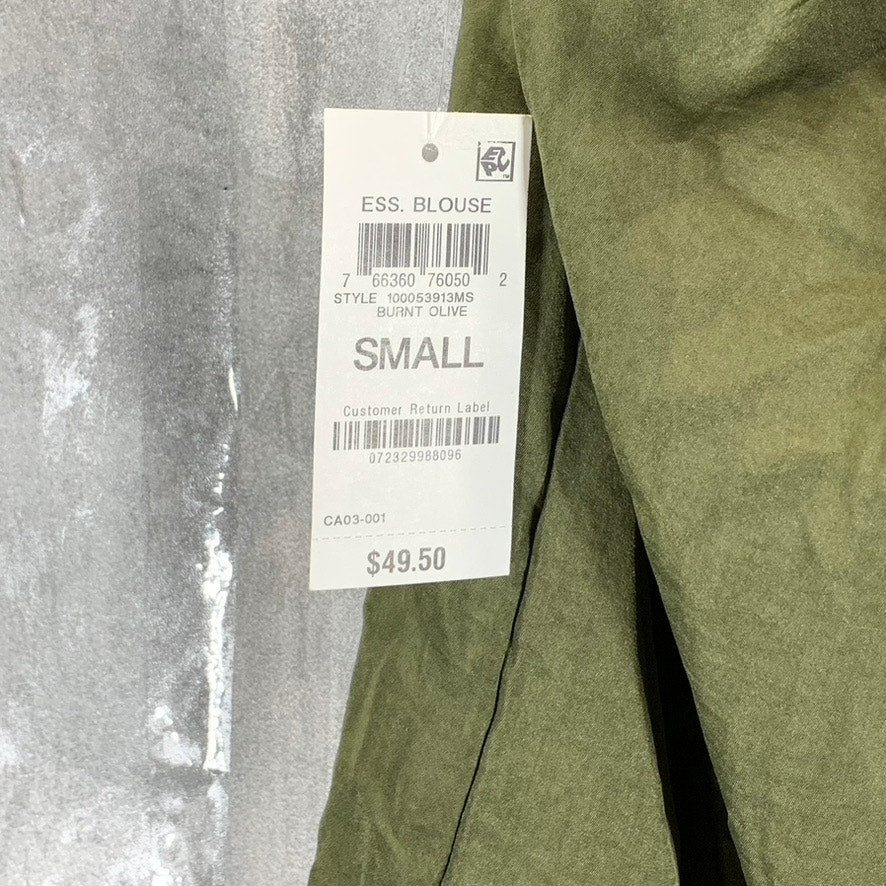 EPC™
ESS. BLOUSE
7 66360 76050 2
STYLE 100053913MS
BURNT OLIVE
SMALL
Customer Return Label
072329988096
CA03-001
$49.50